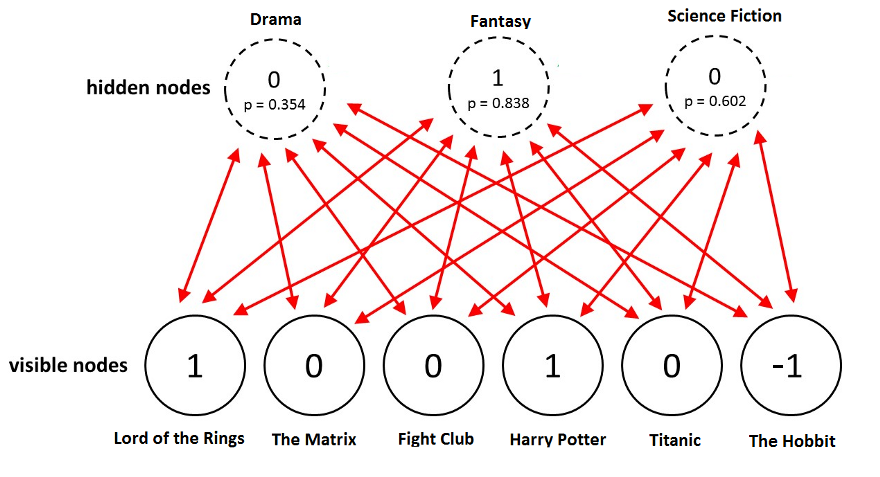 Drama
Fantasy
Science Fiction
hidden nodes
0
p = 0.354
1
p = 0.838
0
p = 0.602
visible nodes
1
0
0
1
0
-1
Lord of the Rings
The Matrix
Fight Club
Harry Potter
Titanic
The Hobbit